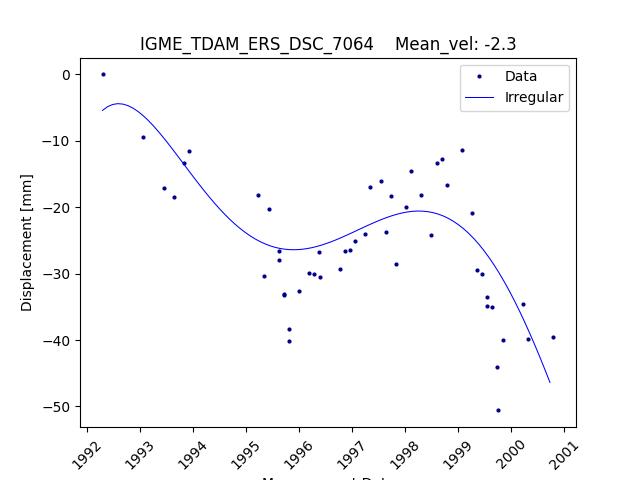 IGME_TDAM_ERS_DSC_7064    Mean_vel: -2.3
Data
Irregular
Displacement [mm]
0
−10
−20
−30
−40
−50
1992 1993 1994 1995 1996 1997 1998 1999 2000 2001